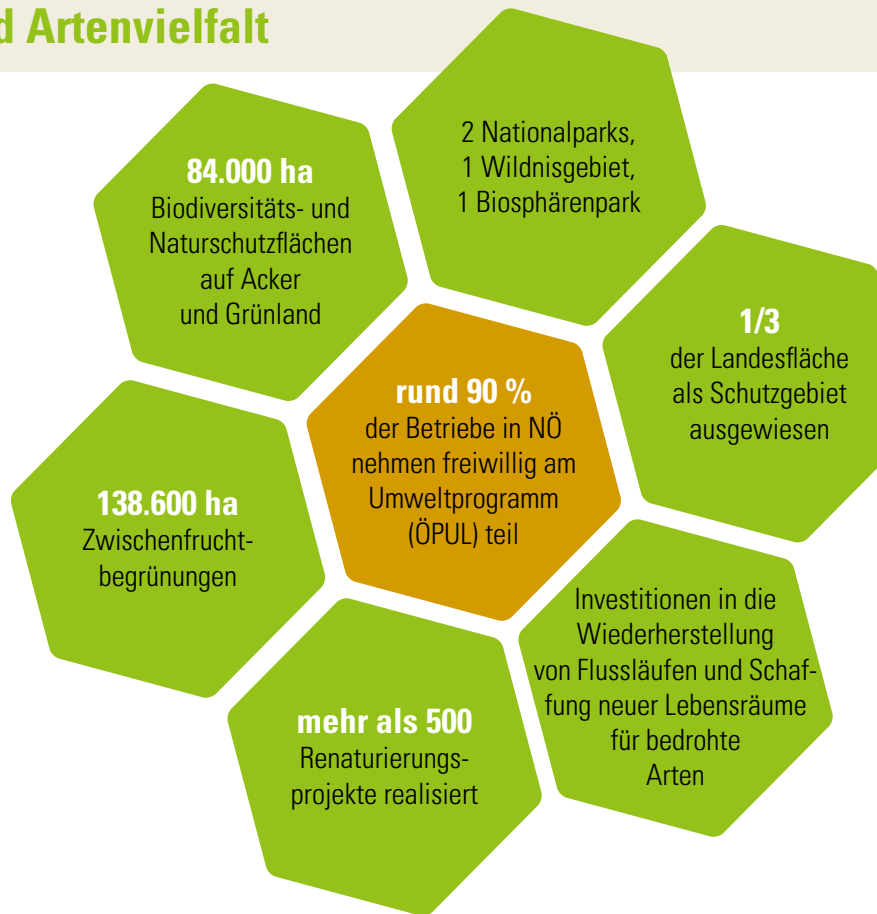 d Artenvielfalt
2 Nationalparks,
1 Wildnisgebiet,
1 Biosphärenpark
84.000 ha
Biodiversitäts- und
Naturschutzflächen
auf Acker
und Grünland
1/3
der Landesfläche
als Schutzgebiet
ausgewiesen
rund 90 %
der Betriebe in NÖ
nehmen freiwillig am
Umweltprogramm
(ÖPUL) teil
138.600 ha
Zwischenfrucht-
begrünungen
Investitionen in die
Wiederherstellung
von Flussläufen und Schaf-
fung neuer Lebensräume
für bedrohte
Arten
mehr als 500
Renaturierungs-
projekte realisiert